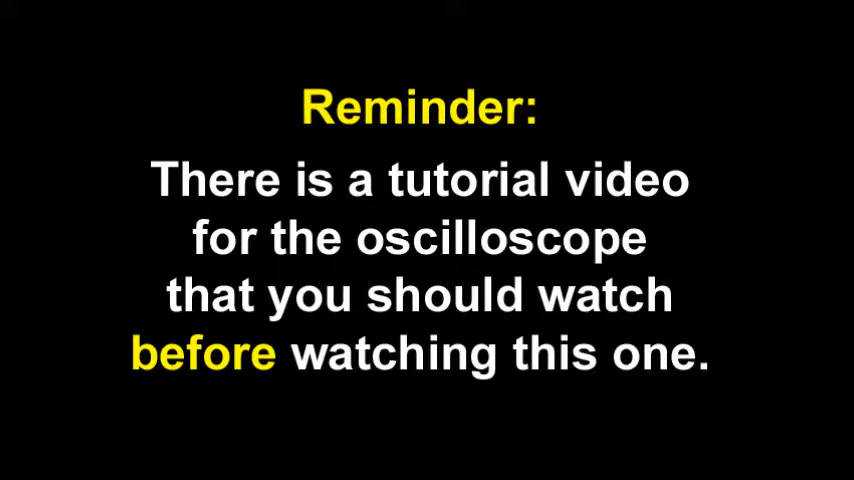 Reminder:
There is a tutorial video
for the oscilloscope
that you should watch
before watching this one.